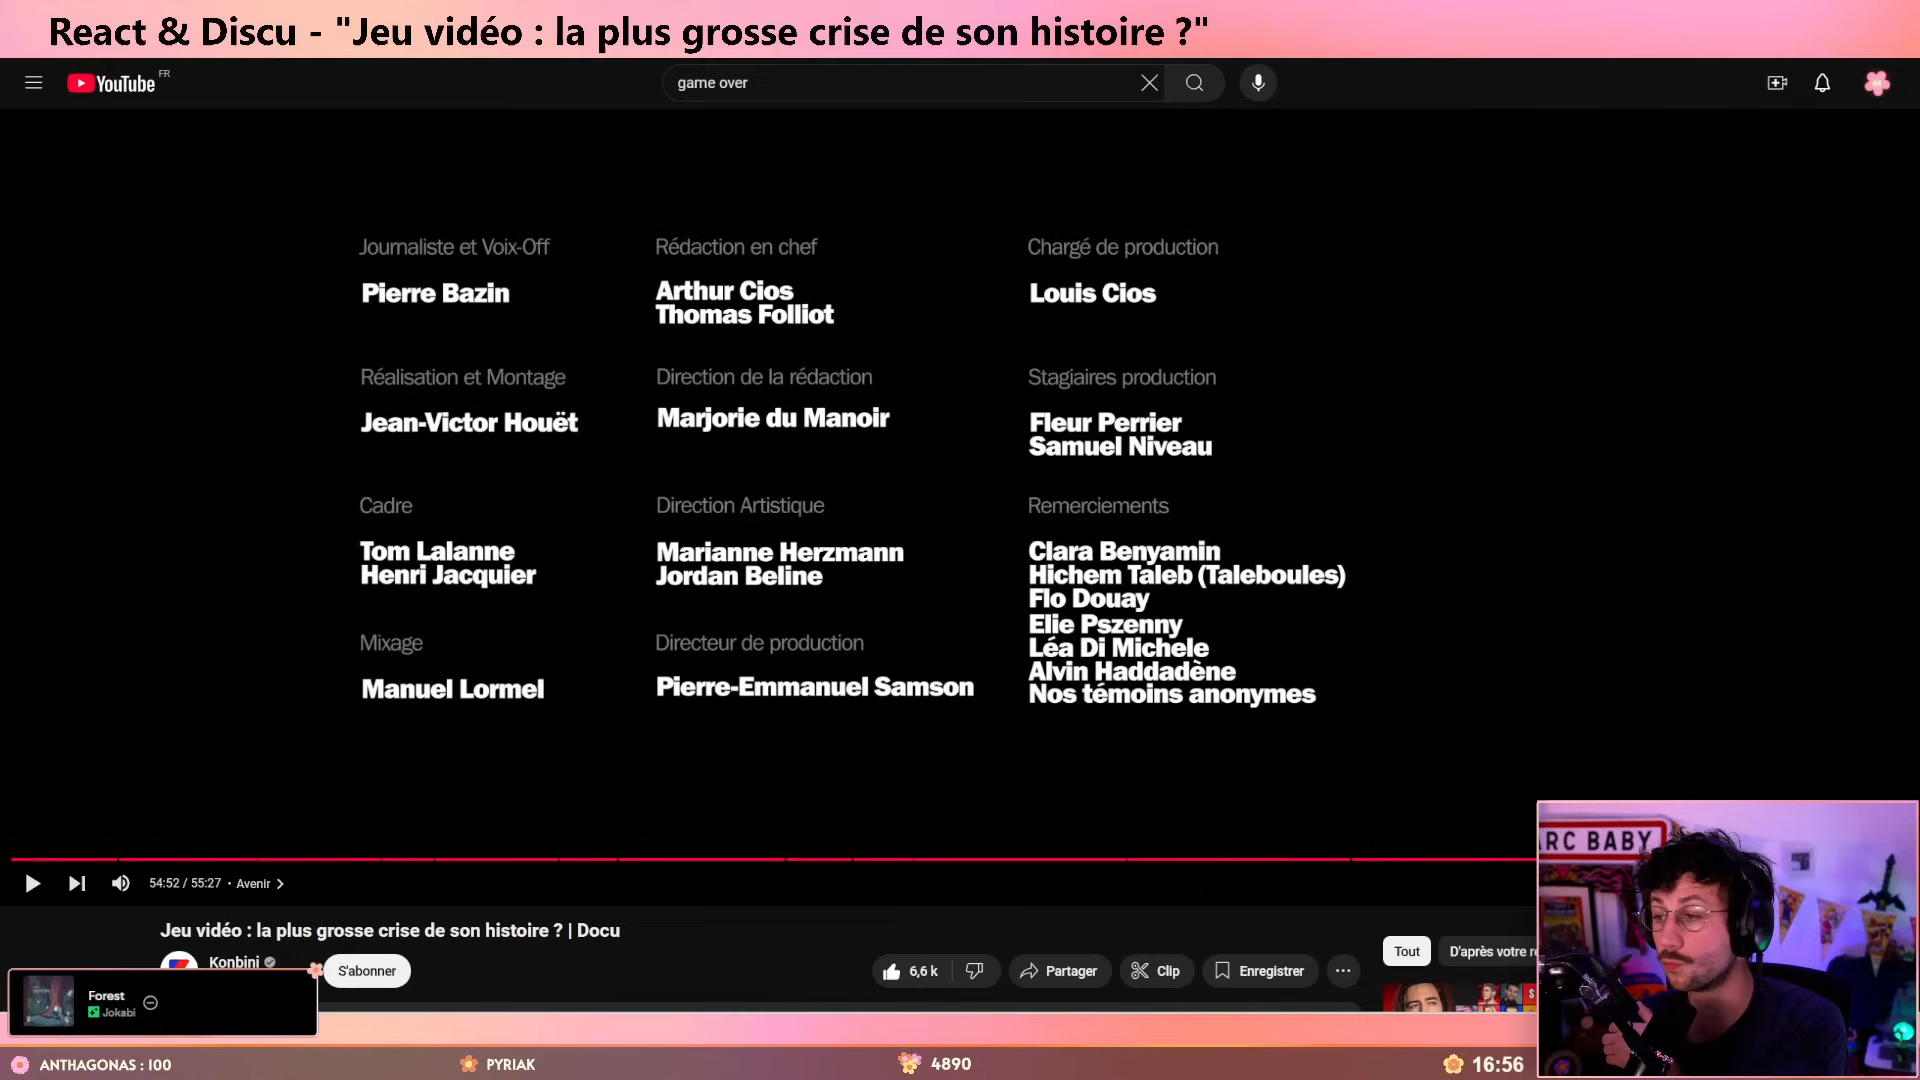 React & Discu - "Jeu vidéo : la plus grosse crise de son histoire ?"
YouTube FR
game over
Journaliste et Voix-Off
Pierre Bazin
Rédaction en chef
Arthur Cios
Thomas Folliot
Chargé de production
Louis Cios
Réalisation et Montage
Jean-Victor Houët
Direction de la rédaction
Marjorie du Manoir
Stagiaires production
Fleur Perrier
Samuel Niveau
Cadre
Tom Lalanne
Henri Jacquier
Direction Artistique
Marianne Herzmann
Jordan Beline
Remerciements
Clara Benyamin
Hichem Taleb (Taleboules)
Flo Douay
Elie Pszenny
Léa Di Michele
Alvin Haddadène
Nos témoins anonymes
Mixage
Manuel Lormel
Directeur de production
Pierre-Emmanuel Samson
54:52 / 55:27 • Avenir
Jeu vidéo : la plus grosse crise de son histoire ? | Docu
Konbini
S'abonner
6,6 k
Partager
Clip
Enregistrer
Tout
D'après votre re
Forest
Jokabi
ARC BABY
ANTHAGONAS : 100
PYRIAK
4890
16:56